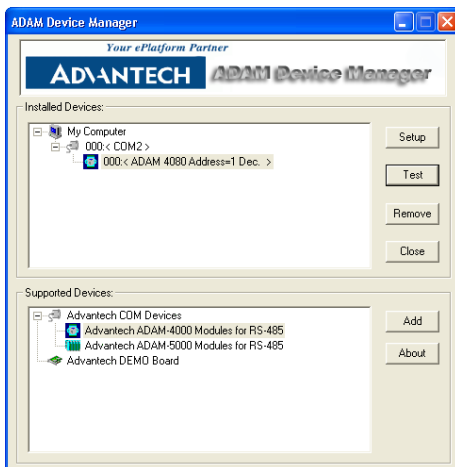 ADAM Device Manager
Your ePlatform Partner
ADVANTECH ADAM Device Manager
Installed Devices:
My Computer
000:< COM2 >
000:< ADAM 4080 Address=1 Dec. >
Setup
Test
Remove
Close
Supported Devices:
Advantech COM Devices
Advantech ADAM-4000 Modules for RS-485
Advantech ADAM-5000 Modules for RS-485
Advantech DEMO Board
Add
About